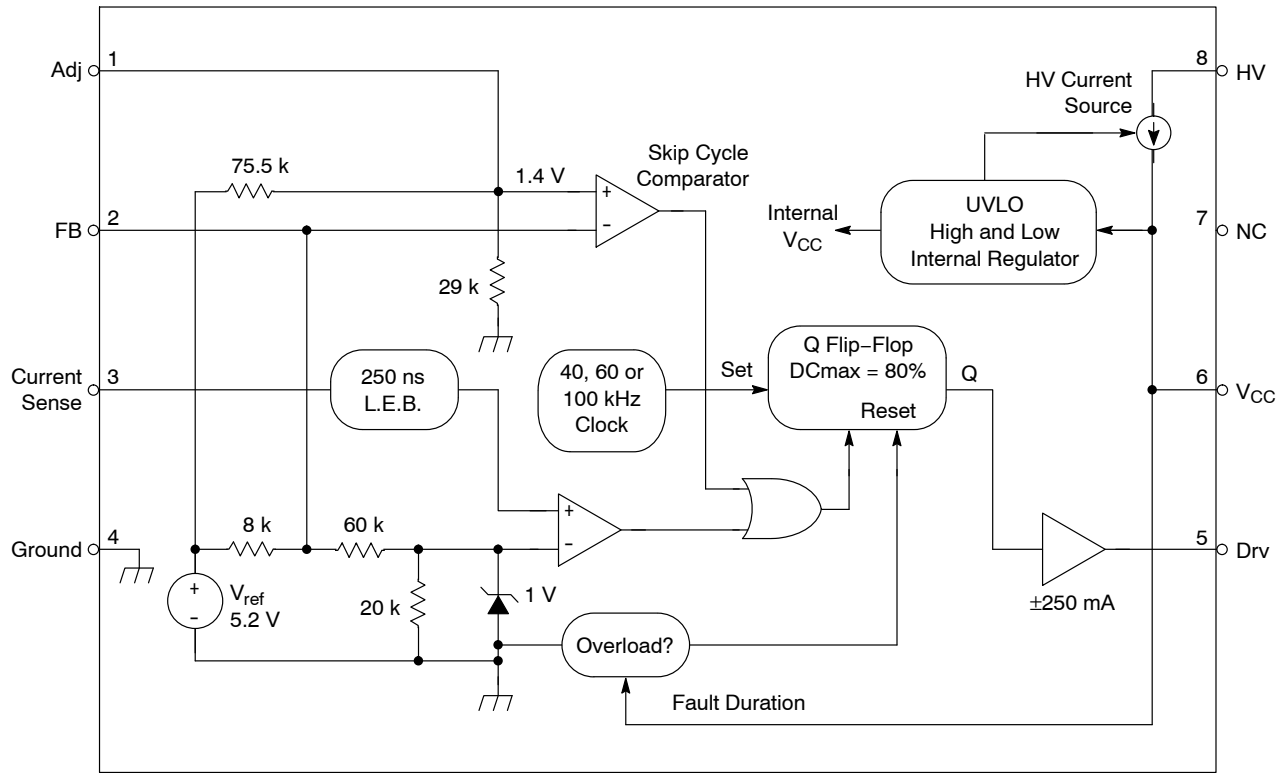 Adj
1
75.5 k
FB
2
1.4 V
Skip Cycle
Comparator
+
−
29 k
HV Current
Source
8
HV
UVLO
High and Low
Internal Regulator
Internal
VCC
7
NC
Current
Sense
3
250 ns
L.E.B.
40, 60 or
100 kHz
Clock
Set
Q Flip−Flop
DCmax = 80%
Reset
Q
6
VCC
Ground
4
8 k
60 k
+
−
+
−
Vref
5.2 V
20 k
1 V
Overload?
Fault Duration
5
Drv
±250 mA